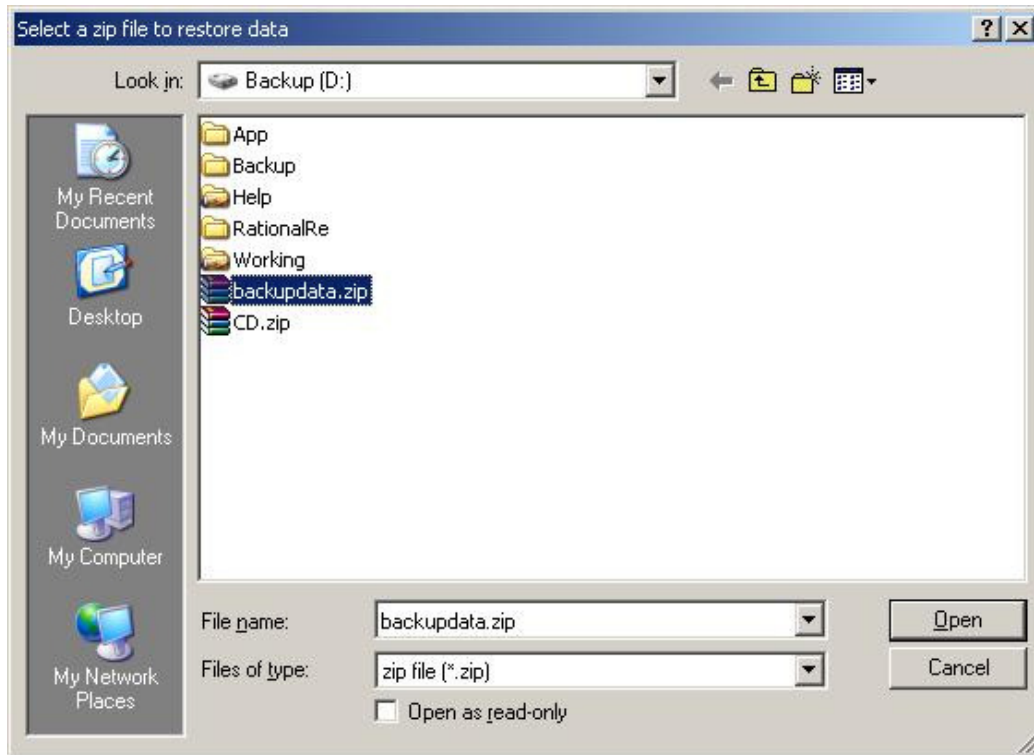 Select a zip file to restore data
Look in:
Backup (D:)
My Recent
Documents
Desktop
My Documents
My Computer
My Network
Places
App
Backup
Help
RationalRe
Working
backupdata.zip
CD.zip
File name:
backupdata.zip
Open
Files of type:
zip file (*.zip)
Cancel
Open as read-only